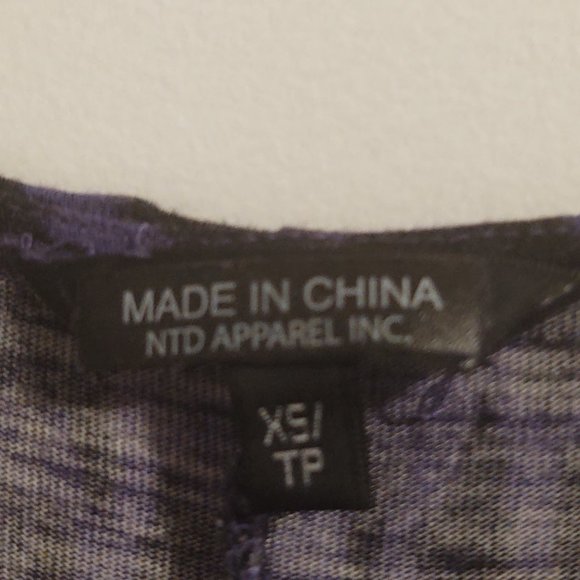 MADE IN CHINA
NTD APPAREL INC.
XS/
TP